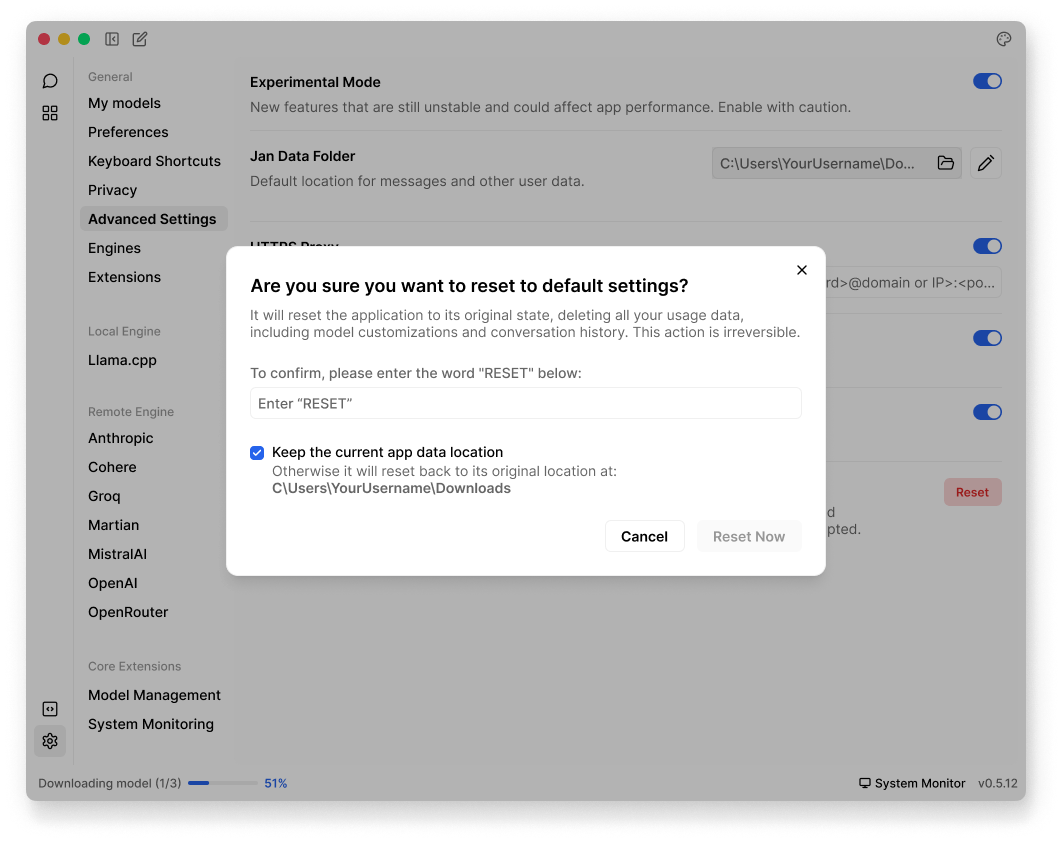 General
My models
Preferences
Keyboard Shortcuts
Privacy
Advanced Settings
Engines
Extensions
Local Engine
Llama.cpp
Remote Engine
Anthropic
Cohere
Groq
Martian
MistralAI
OpenAI
OpenRouter
Core Extensions
Model Management
System Monitoring
Experimental Mode
New features that are still unstable and could affect app performance. Enable with caution.
Jan Data Folder
C:\Users\YourUsername\Do...
Default location for messages and other user data.
HTTPS Proxy
rd>@domain or IP>:<po...
Reset
d
pted.
Are you sure you want to reset to default settings?
It will reset the application to its original state, deleting all your usage data,
including model customizations and conversation history. This action is irreversible.
To confirm, please enter the word "RESET" below:
Enter “RESET”
Keep the current app data location
Otherwise it will reset back to its original location at:
C\Users\YourUsername\Downloads
Cancel
Reset Now
Downloading model (1/3)
51%
System Monitor
v0.5.12